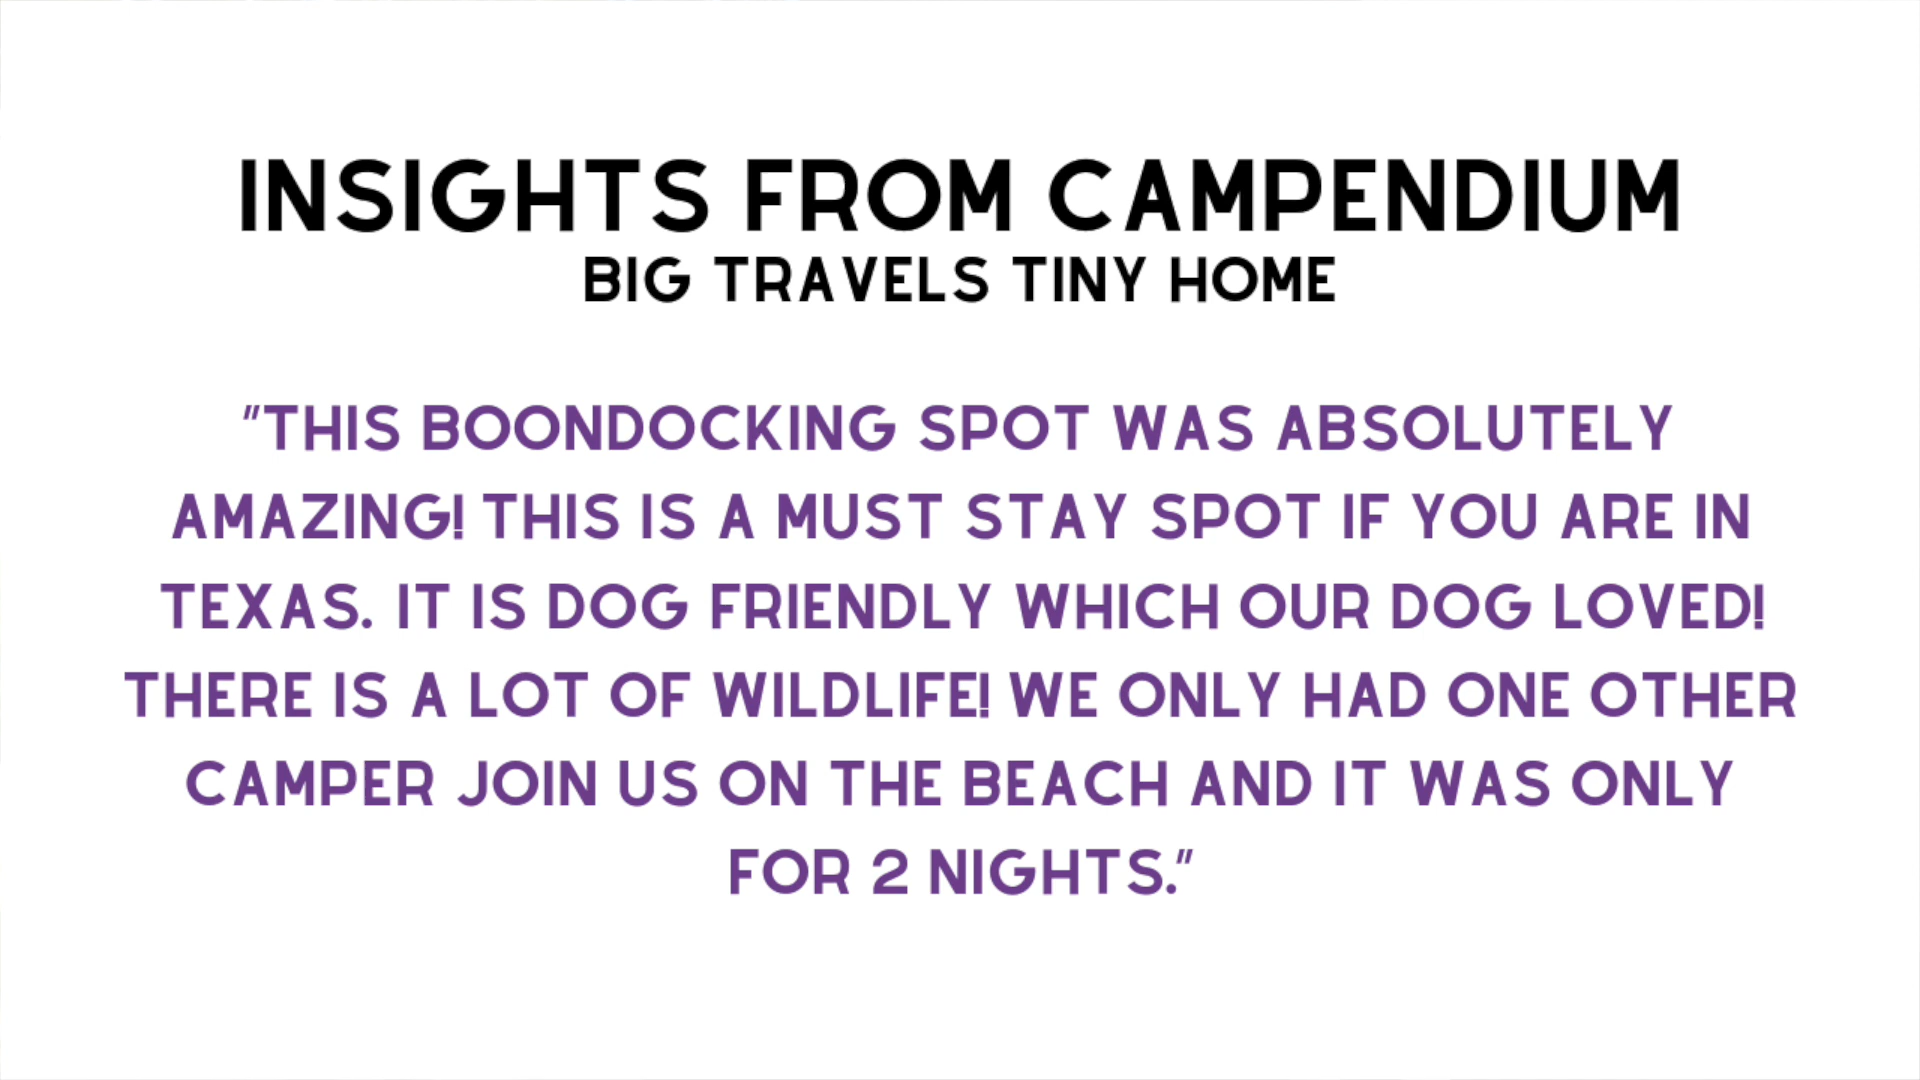 INSIGHTS FROM CAMPENDIUM
BIG TRAVELS TINY HOME
"THIS BOONDOCKING SPOT WAS ABSOLUTELY
AMAZING! THIS IS A MUST STAY SPOT IF YOU ARE IN
TEXAS. IT IS DOG FRIENDLY WHICH OUR DOG LOVED!
THERE IS A LOT OF WILDLIFE! WE ONLY HAD ONE OTHER
CAMPER JOIN US ON THE BEACH AND IT WAS ONLY
FOR 2 NIGHTS."